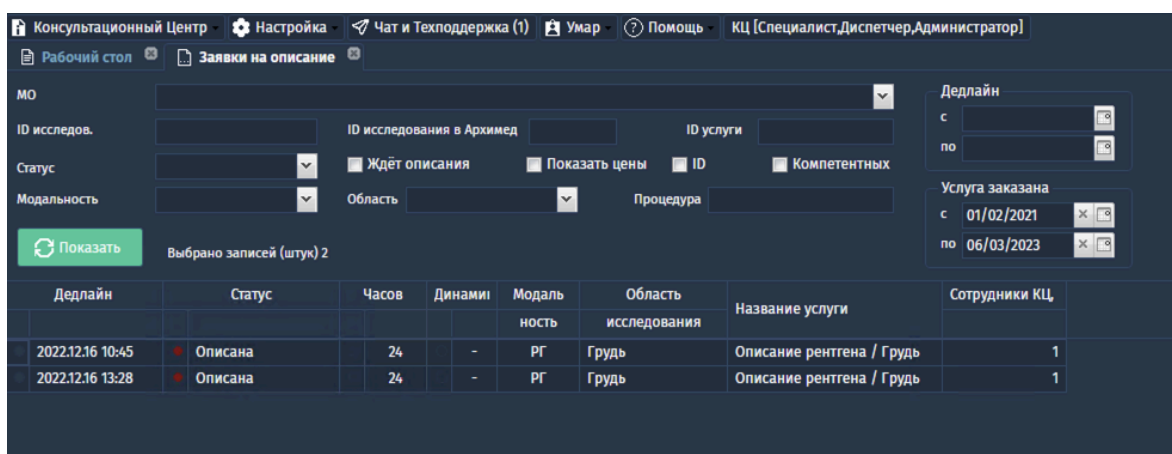 Консультационный Центр Настройка Чат и Техподдержка (1) Умар Помощь КЦ [Специалист,Диспетчер,Администратор]
Рабочий стол Заявки на описание
МО
Дедлайн
с
ID исследов. ID исследования в Архимед ID услуги
по
Статус Ждёт описания Показать цены ID Компетентных
Услуга заказана
Модальность Область Процедура
с 01/02/2021
Показать Выбрано записей (штук) 2
по 06/03/2023
Дедлайн Статус Часов Динамиı Модаль Область Название услуги Сотрудники КЦ,
ность исследования
2022.12.16 10:45 Описана 24 - РГ Грудь Описание рентгена / Грудь 1
2022.12.16 13:28 Описана 24 - РГ Грудь Описание рентгена / Грудь 1